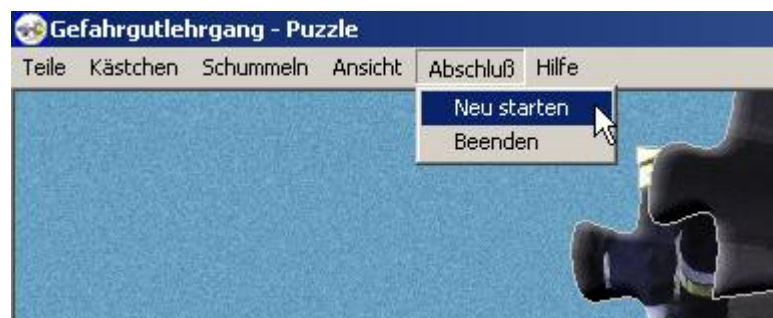 Gefahrgutlehrgang - Puzzle
Teile Kästchen Schummeln Ansicht Abschluß Hilfe
Neu starten
Beenden